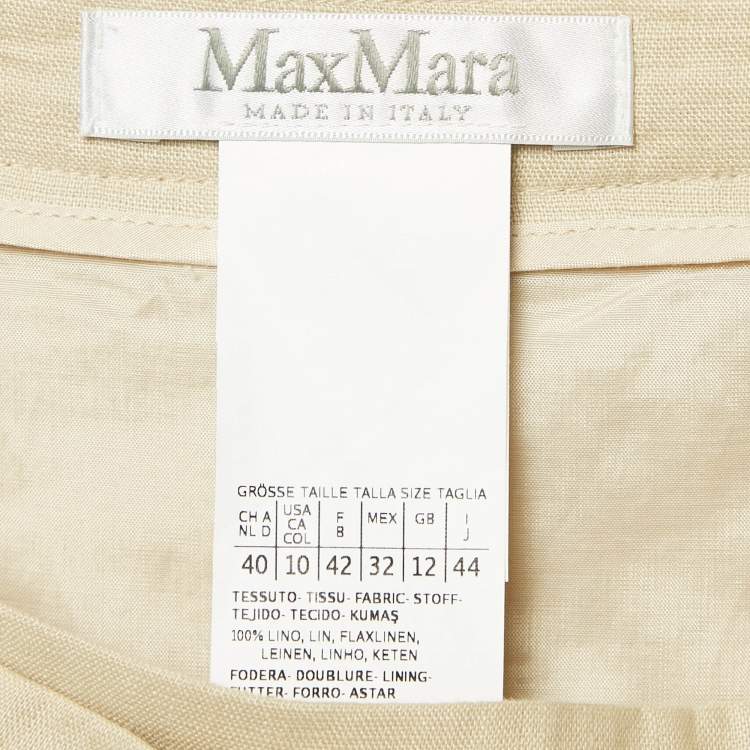 MaxMara
MADE IN ITALY
GRÖSSE TAILLE TALLA SIZE TAGLIA
CH A NL D USA CA COL F B MEX GB I J
40 10 42 32 12 44
TESSUTO- TISSU- FABRIC- STOFF-
TEJIDO- TECIDO- KUMAŞ
100% LINO, LIN, FLAXLINEN,
LEINEN, LINHO, KETEN
FODERA- DOUBLURE- LINING-
FUTTER- FORRO- ASTAR